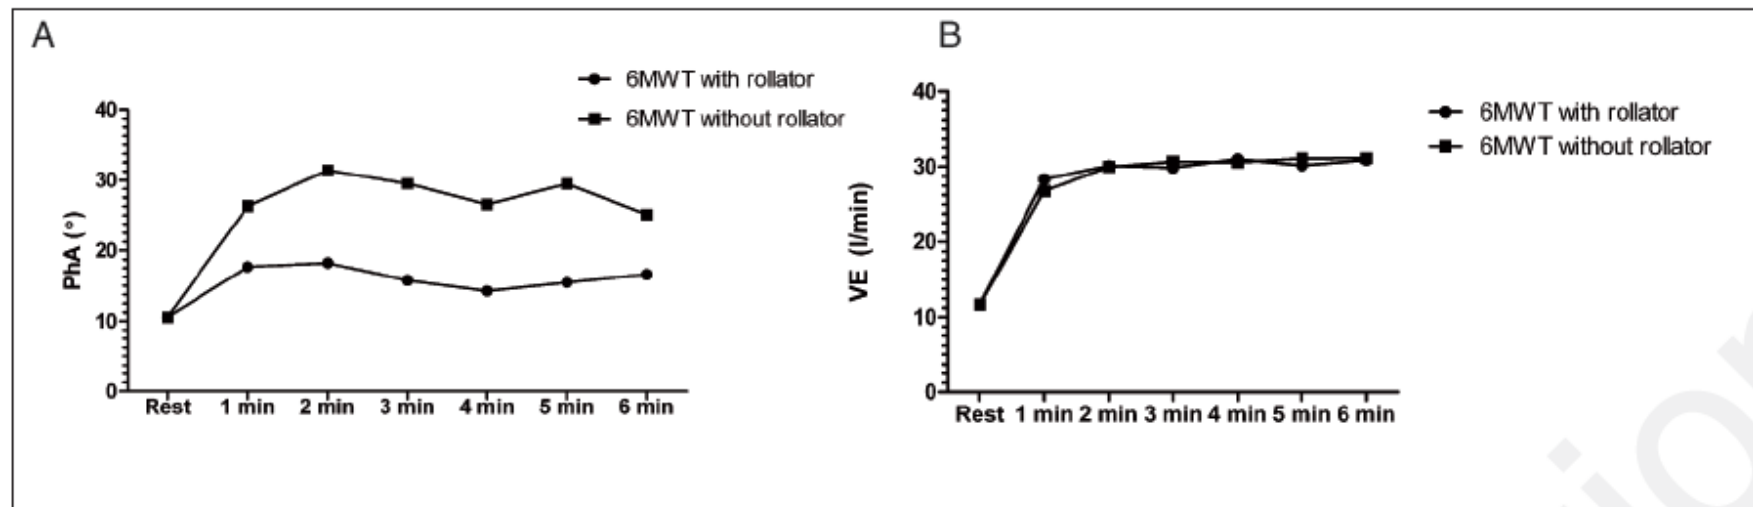 A
6MWT with rollator
6MWT without rollator
40
30
20
10
0
PhA (°)
Rest 1 min 2 min 3 min 4 min 5 min 6 min
B
6MWT with rollator
6MWT without rollator
40
30
20
10
0
VE (l/min)
Rest 1 min 2 min 3 min 4 min 5 min 6 min